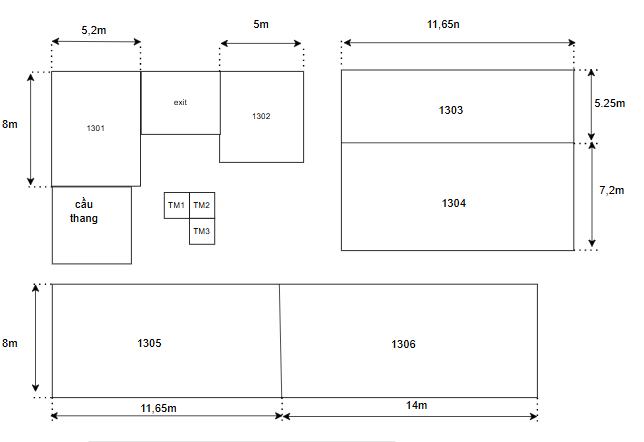 5,2m
5m
11,65n
8m
1301
exit
1302
1303
5.25m
cầu
thang
TM1
TM2
TM3
1304
7,2m
8m
1305
1306
11,65m
14m